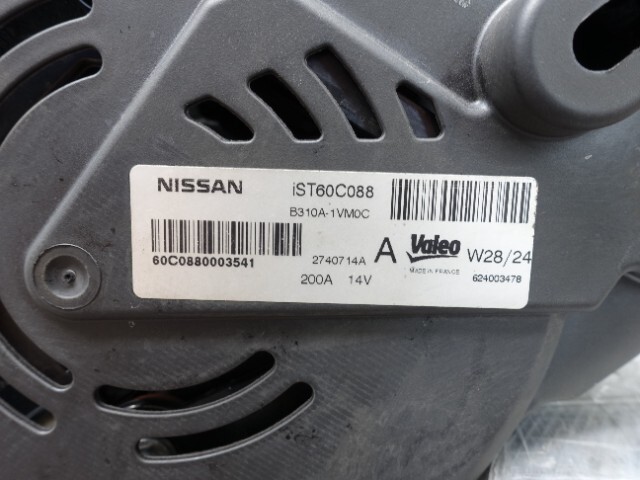 NISSAN iST60C088
B310A-1VM0C
60C0880003541 2740714A A Valeo W28/24
MADE IN FRANCE
200A 14V 624003478